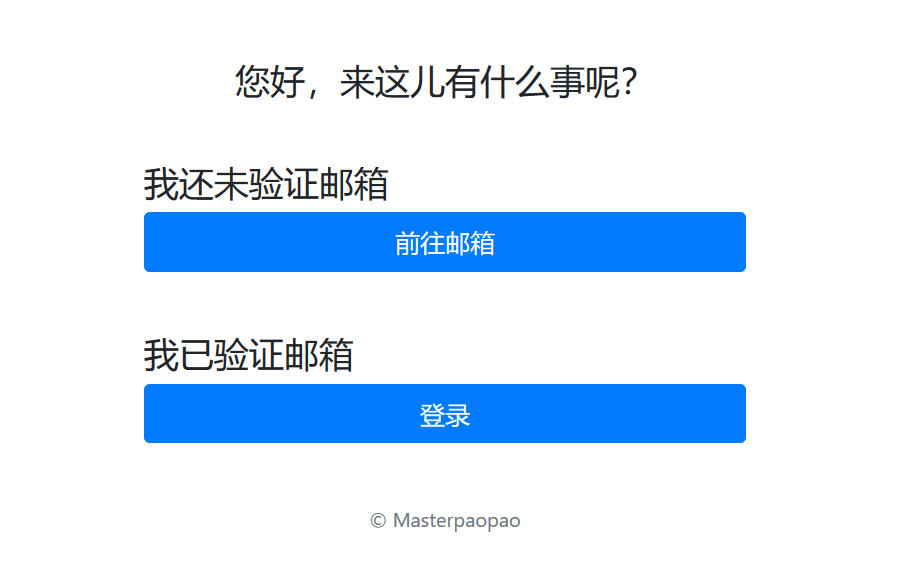 您好，来这儿有什么事呢？
我还未验证邮箱
前往邮箱
我已验证邮箱
登录
© Masterpaopao